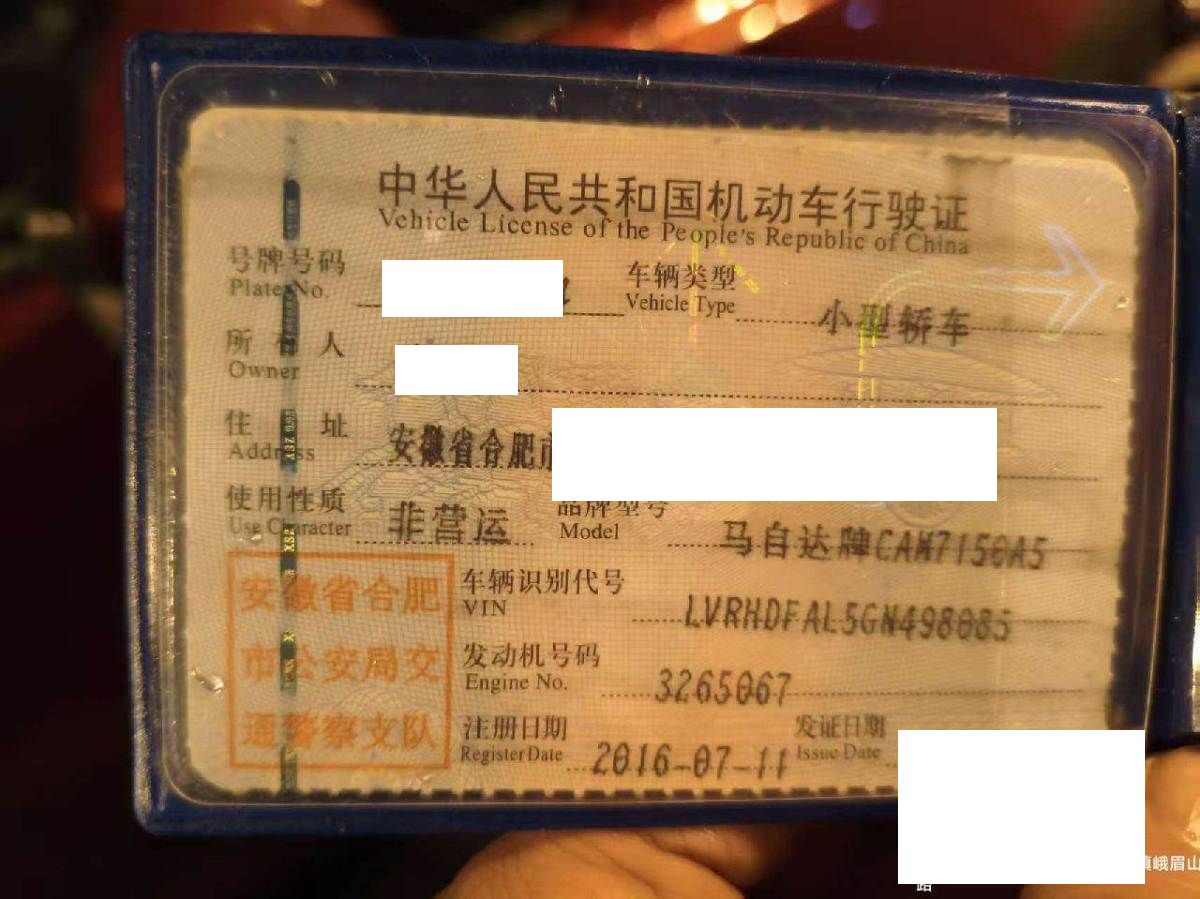 中华人民共和国机动车行驶证
Vehicle License of the People's Republic of China
号牌号码 车辆类型 小型轿车
Plate No. Vehicle Type
所有人
Owner
住址 安徽省合肥市
Address
使用性质 非营运 品牌型号 马自达牌CAM7150A5
Use Character Model
安徽省合肥
市公安局交
通警察支队
车辆识别代号 LVRHDFAL5GN498085
VIN
发动机号码 3265067
Engine No.
注册日期 2016-07-11 发证日期
Register Date Issue Date
峨眉山
路